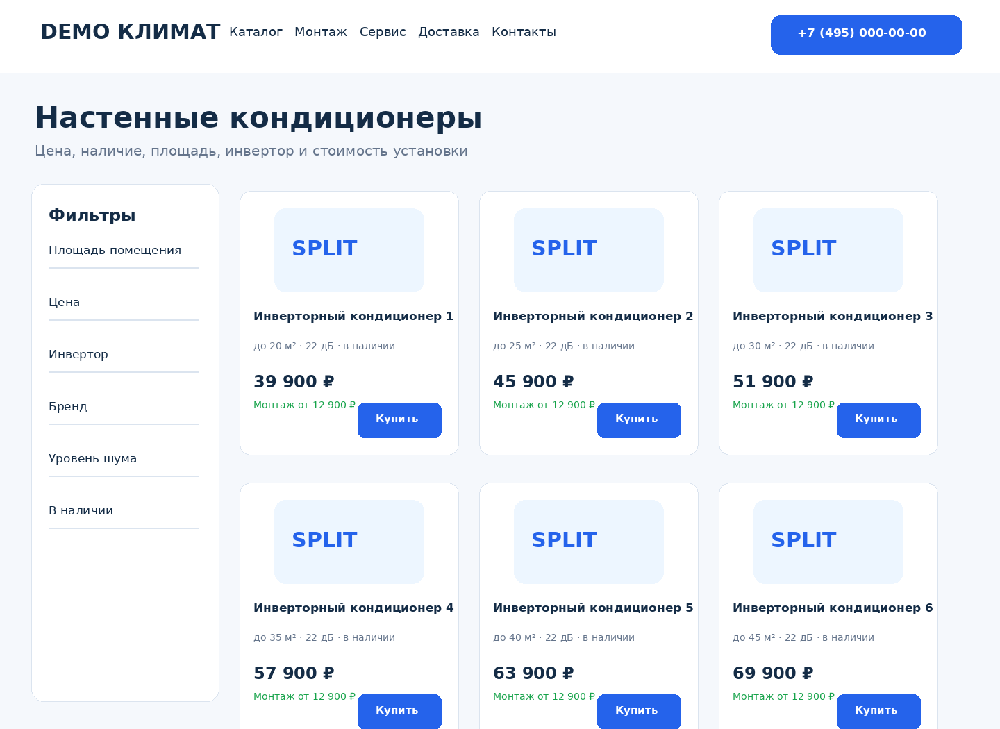 DEMO КЛИМАТ Каталог Монтаж Сервис Доставка Контакты +7 (495) 000-00-00
Настенные кондиционеры
Цена, наличие, площадь, инвертор и стоимость установки
Фильтры
Площадь помещения
Цена
Инвертор
Бренд
Уровень шума
В наличии
SPLIT SPLIT SPLIT
Инверторный кондиционер 1 Инверторный кондиционер 2 Инверторный кондиционер 3
до 20 м² · 22 дБ · в наличии до 25 м² · 22 дБ · в наличии до 30 м² · 22 дБ · в наличии
39 900 ₽ 45 900 ₽ 51 900 ₽
Монтаж от 12 900 ₽ Монтаж от 12 900 ₽ Монтаж от 12 900 ₽
Купить Купить Купить
SPLIT SPLIT SPLIT
Инверторный кондиционер 4 Инверторный кондиционер 5 Инверторный кондиционер 6
до 35 м² · 22 дБ · в наличии до 40 м² · 22 дБ · в наличии до 45 м² · 22 дБ · в наличии
57 900 ₽ 63 900 ₽ 69 900 ₽
Монтаж от 12 900 ₽ Монтаж от 12 900 ₽ Монтаж от 12 900 ₽
Купить Купить Купить